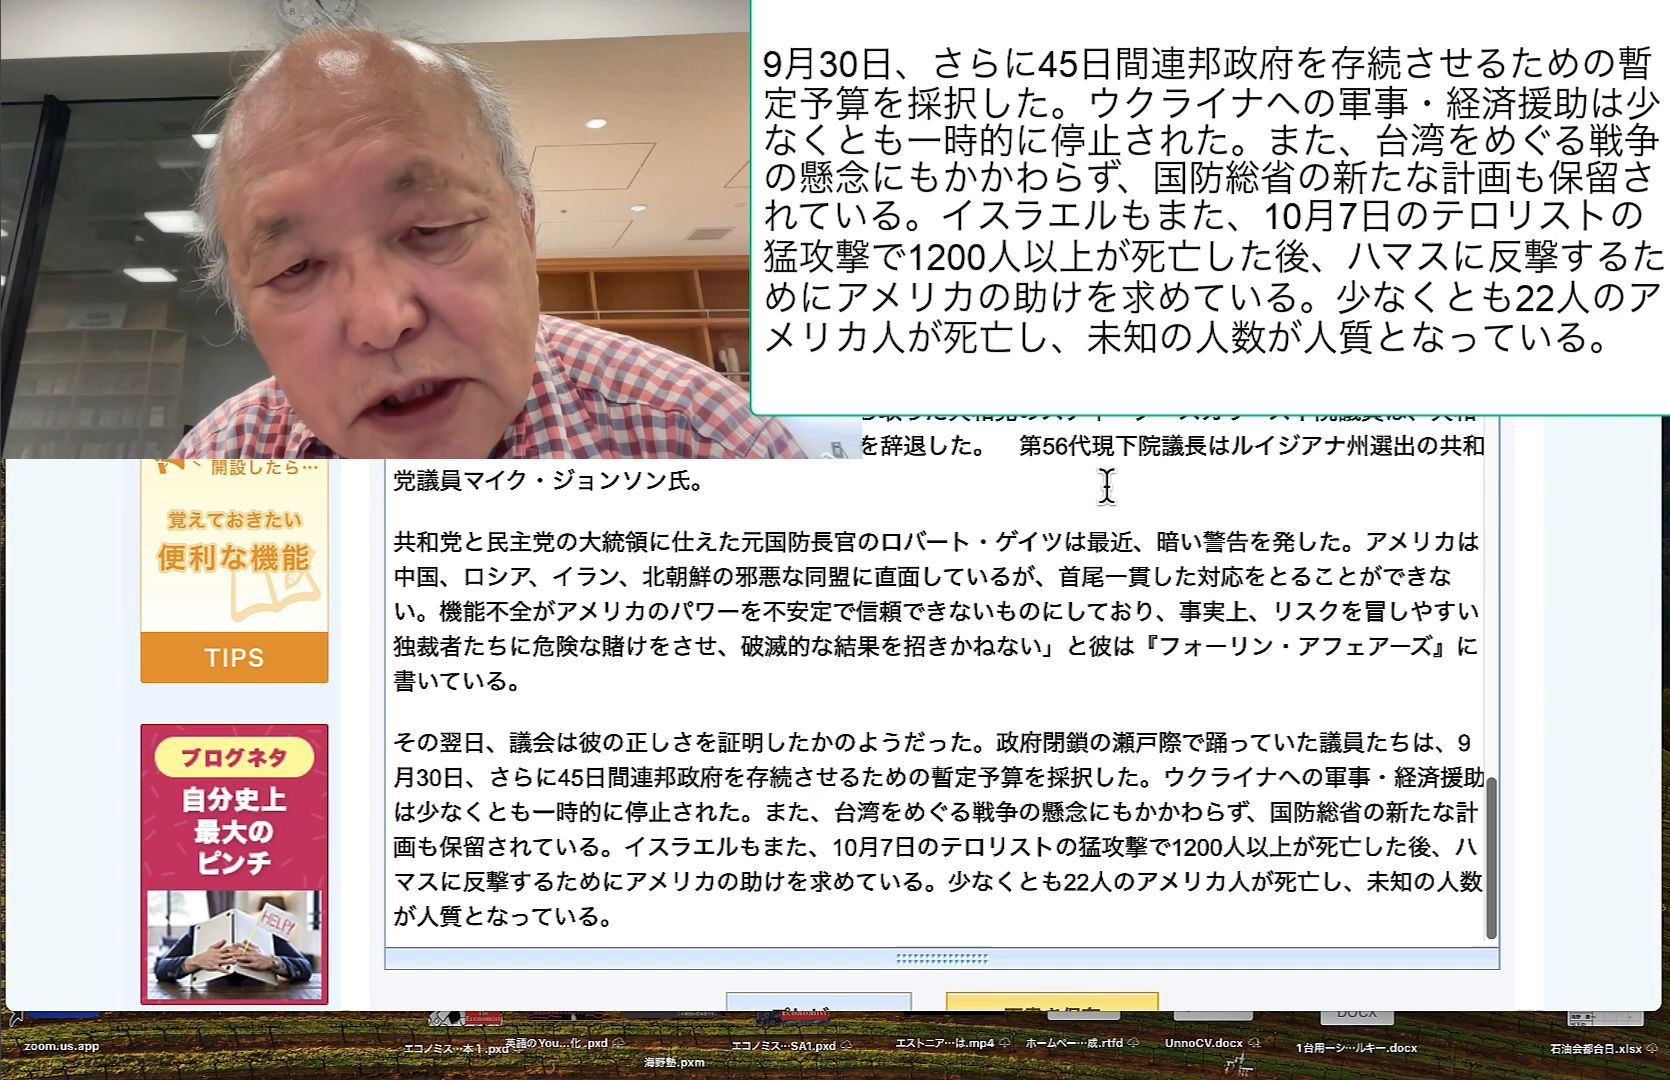 9月30日、さらに45日間連邦政府を存続させるための暫
定予算を採択した。ウクライナへの軍事・経済援助は少
なくとも一時的に停止された。また、台湾をめぐる戦争
の懸念にもかかわらず、国防総省の新たな計画も保留さ
れている。イスラエルもまた、10月7日のテロリストの
猛攻撃で1200人以上が死亡した後、ハマスに反撃するた
めにアメリカの助けを求めている。少なくとも22人のア
メリカ人が死亡し、未知の人数が人質となっている。
を辞退した。　第56代現下院議長はルイジアナ州選出の共和
党議員マイク・ジョンソン氏。
共和党と民主党の大統領に仕えた元国防長官のロバート・ゲイツは最近、暗い警告を発した。アメリカは
中国、ロシア、イラン、北朝鮮の邪悪な同盟に直面しているが、首尾一貫した対応をとることができな
い。機能不全がアメリカのパワーを不安定で信頼できないものにしており、事実上、リスクを冒しやすい
独裁者たちに危険な賭けをさせ、破滅的な結果を招きかねない」と彼は『フォーリン・アフェアーズ』に
書いている。
その翌日、議会は彼の正しさを証明したかのようだった。政府閉鎖の瀬戸際で踊っていた議員たちは、9
月30日、さらに45日間連邦政府を存続させるための暫定予算を採択した。ウクライナへの軍事・経済援助
は少なくとも一時的に停止された。また、台湾をめぐる戦争の懸念にもかかわらず、国防総省の新たな計
画も保留されている。イスラエルもまた、10月7日のテロリストの猛攻撃で1200人以上が死亡した後、ハ
マスに反撃するためにアメリカの助けを求めている。少なくとも22人のアメリカ人が死亡し、未知の人数
が人質となっている。
開設したら…
覚えておきたい
便利な機能
TIPS
ブログネタ
自分史上
最大の
ピンチ
HELP!
zoom.us.app
エコノミス…本１.pxd
英語のYou…化 .pxd
海野塾.pxm
The Economist
エコノミス…SA1.pxd
エストニア…は.mp4
ホームペー…成.rtfd
UnnoCV.docx
DOCX
1台用ーシ…ルキー.docx
石油会都合日.xlsx